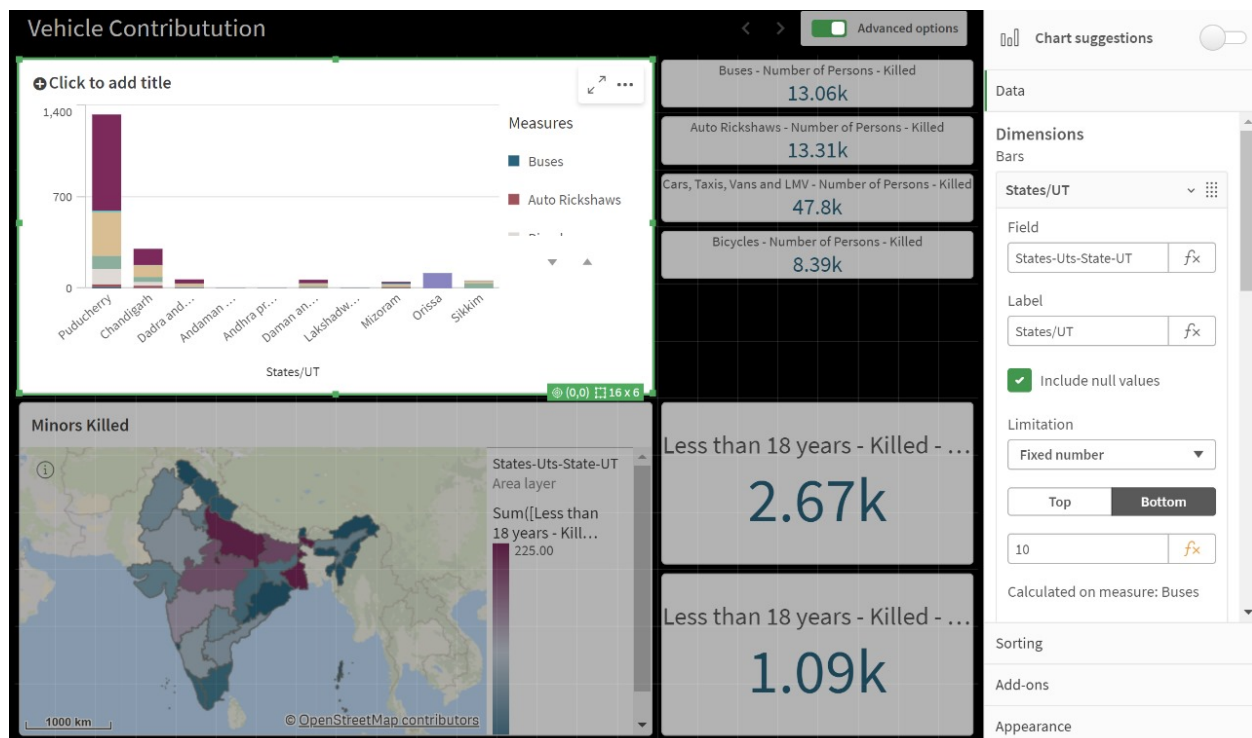 Vehicle Contributution
Advanced options
Click to add title
1,400
700
0
Measures
Buses
Auto Rickshaws
Puducherry
Chandigarh
Dadra and...
Andaman ...
Andhra pr...
Daman an...
Lakshadw...
Mizoram
Orissa
Sikkim
States/UT
(0,0) 16 x 6
Buses - Number of Persons - Killed
13.06k
Auto Rickshaws - Number of Persons - Killed
13.31k
Cars, Taxis, Vans and LMV - Number of Persons - Killed
47.8k
Bicycles - Number of Persons - Killed
8.39k
Minors Killed
States-Uts-State-UT
Area layer
Sum([Less than
18 years - Kill...
225.00
1000 km
© OpenStreetMap contributors
Less than 18 years - Killed - ...
2.67k
Less than 18 years - Killed - ...
1.09k
Chart suggestions
Data
Dimensions
Bars
States/UT
Field
States-Uts-State-UT
fx
Label
States/UT
fx
Include null values
Limitation
Fixed number
Top
Bottom
10
fx
Calculated on measure: Buses
Sorting
Add-ons
Appearance